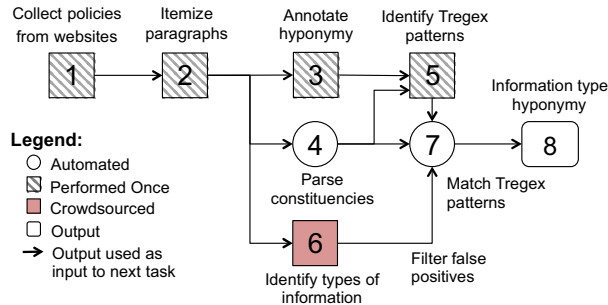 Collect policies
from websites
Itemize
paragraphs
Annotate
hyponymy
Identify Tregex
patterns
1
2
3
5
Information type
hyponymy
4
7
8
Parse
constituencies
Match Tregex
patterns
6
Identify types of
information
Filter false
positives
Legend:
Automated
Performed Once
Crowdsourced
Output
Output used as
input to next task